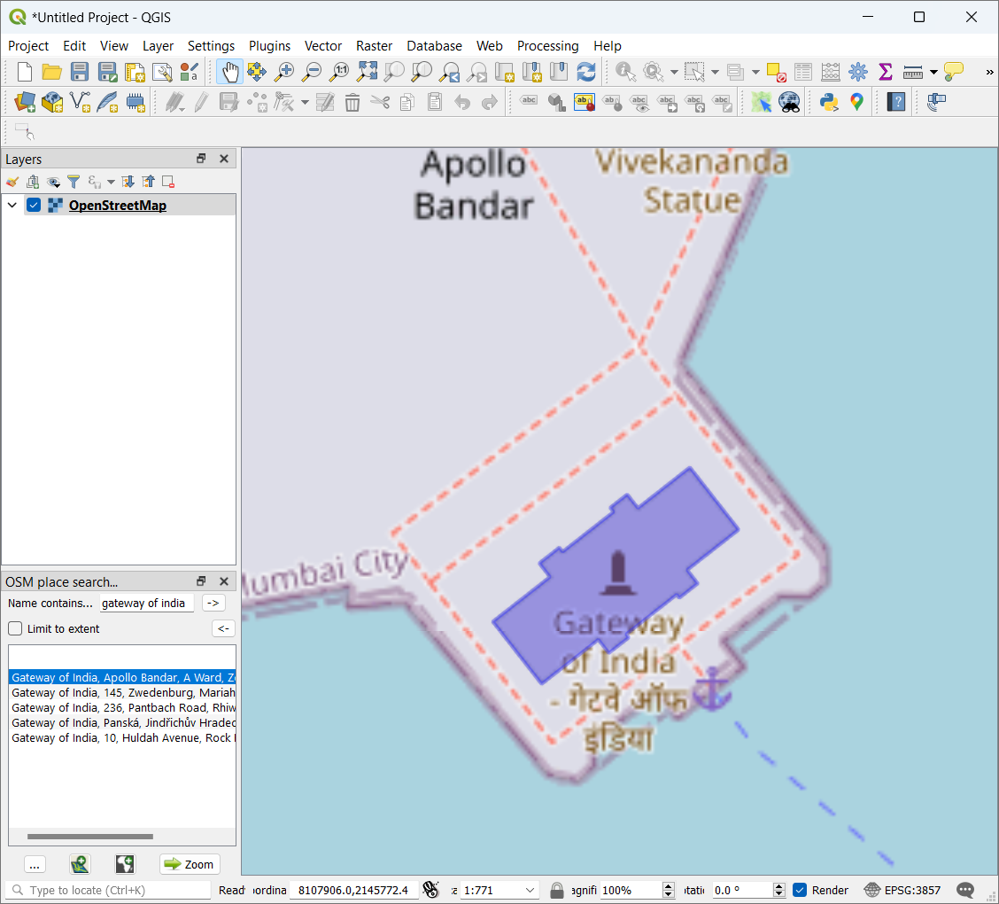 *Untitled Project - QGIS
Project Edit View Layer Settings Plugins Vector Raster Database Web Processing Help
Layers
OpenStreetMap
OSM place search...
Name contains... gateway of india ->
Limit to extent <-
Gateway of India, Apollo Bandar, A Ward, Z
Gateway of India, 145, Zwedenburg, Mariah
Gateway of India, 236, Pantbach Road, Rhiw
Gateway of India, Panská, Jindřichův Hradec
Gateway of India, 10, Huldah Avenue, Rock
... Zoom
Apollo
Bandar
Vivekananda
Statue
Mumbai City
Gateway
of India
- गेटवे ऑफ
इंडिया
Type to locate (Ctrl+K) Ready oordina 8107906.0,2145772.4 1:771 agnifi 100% otati 0.0 ° Render EPSG:3857